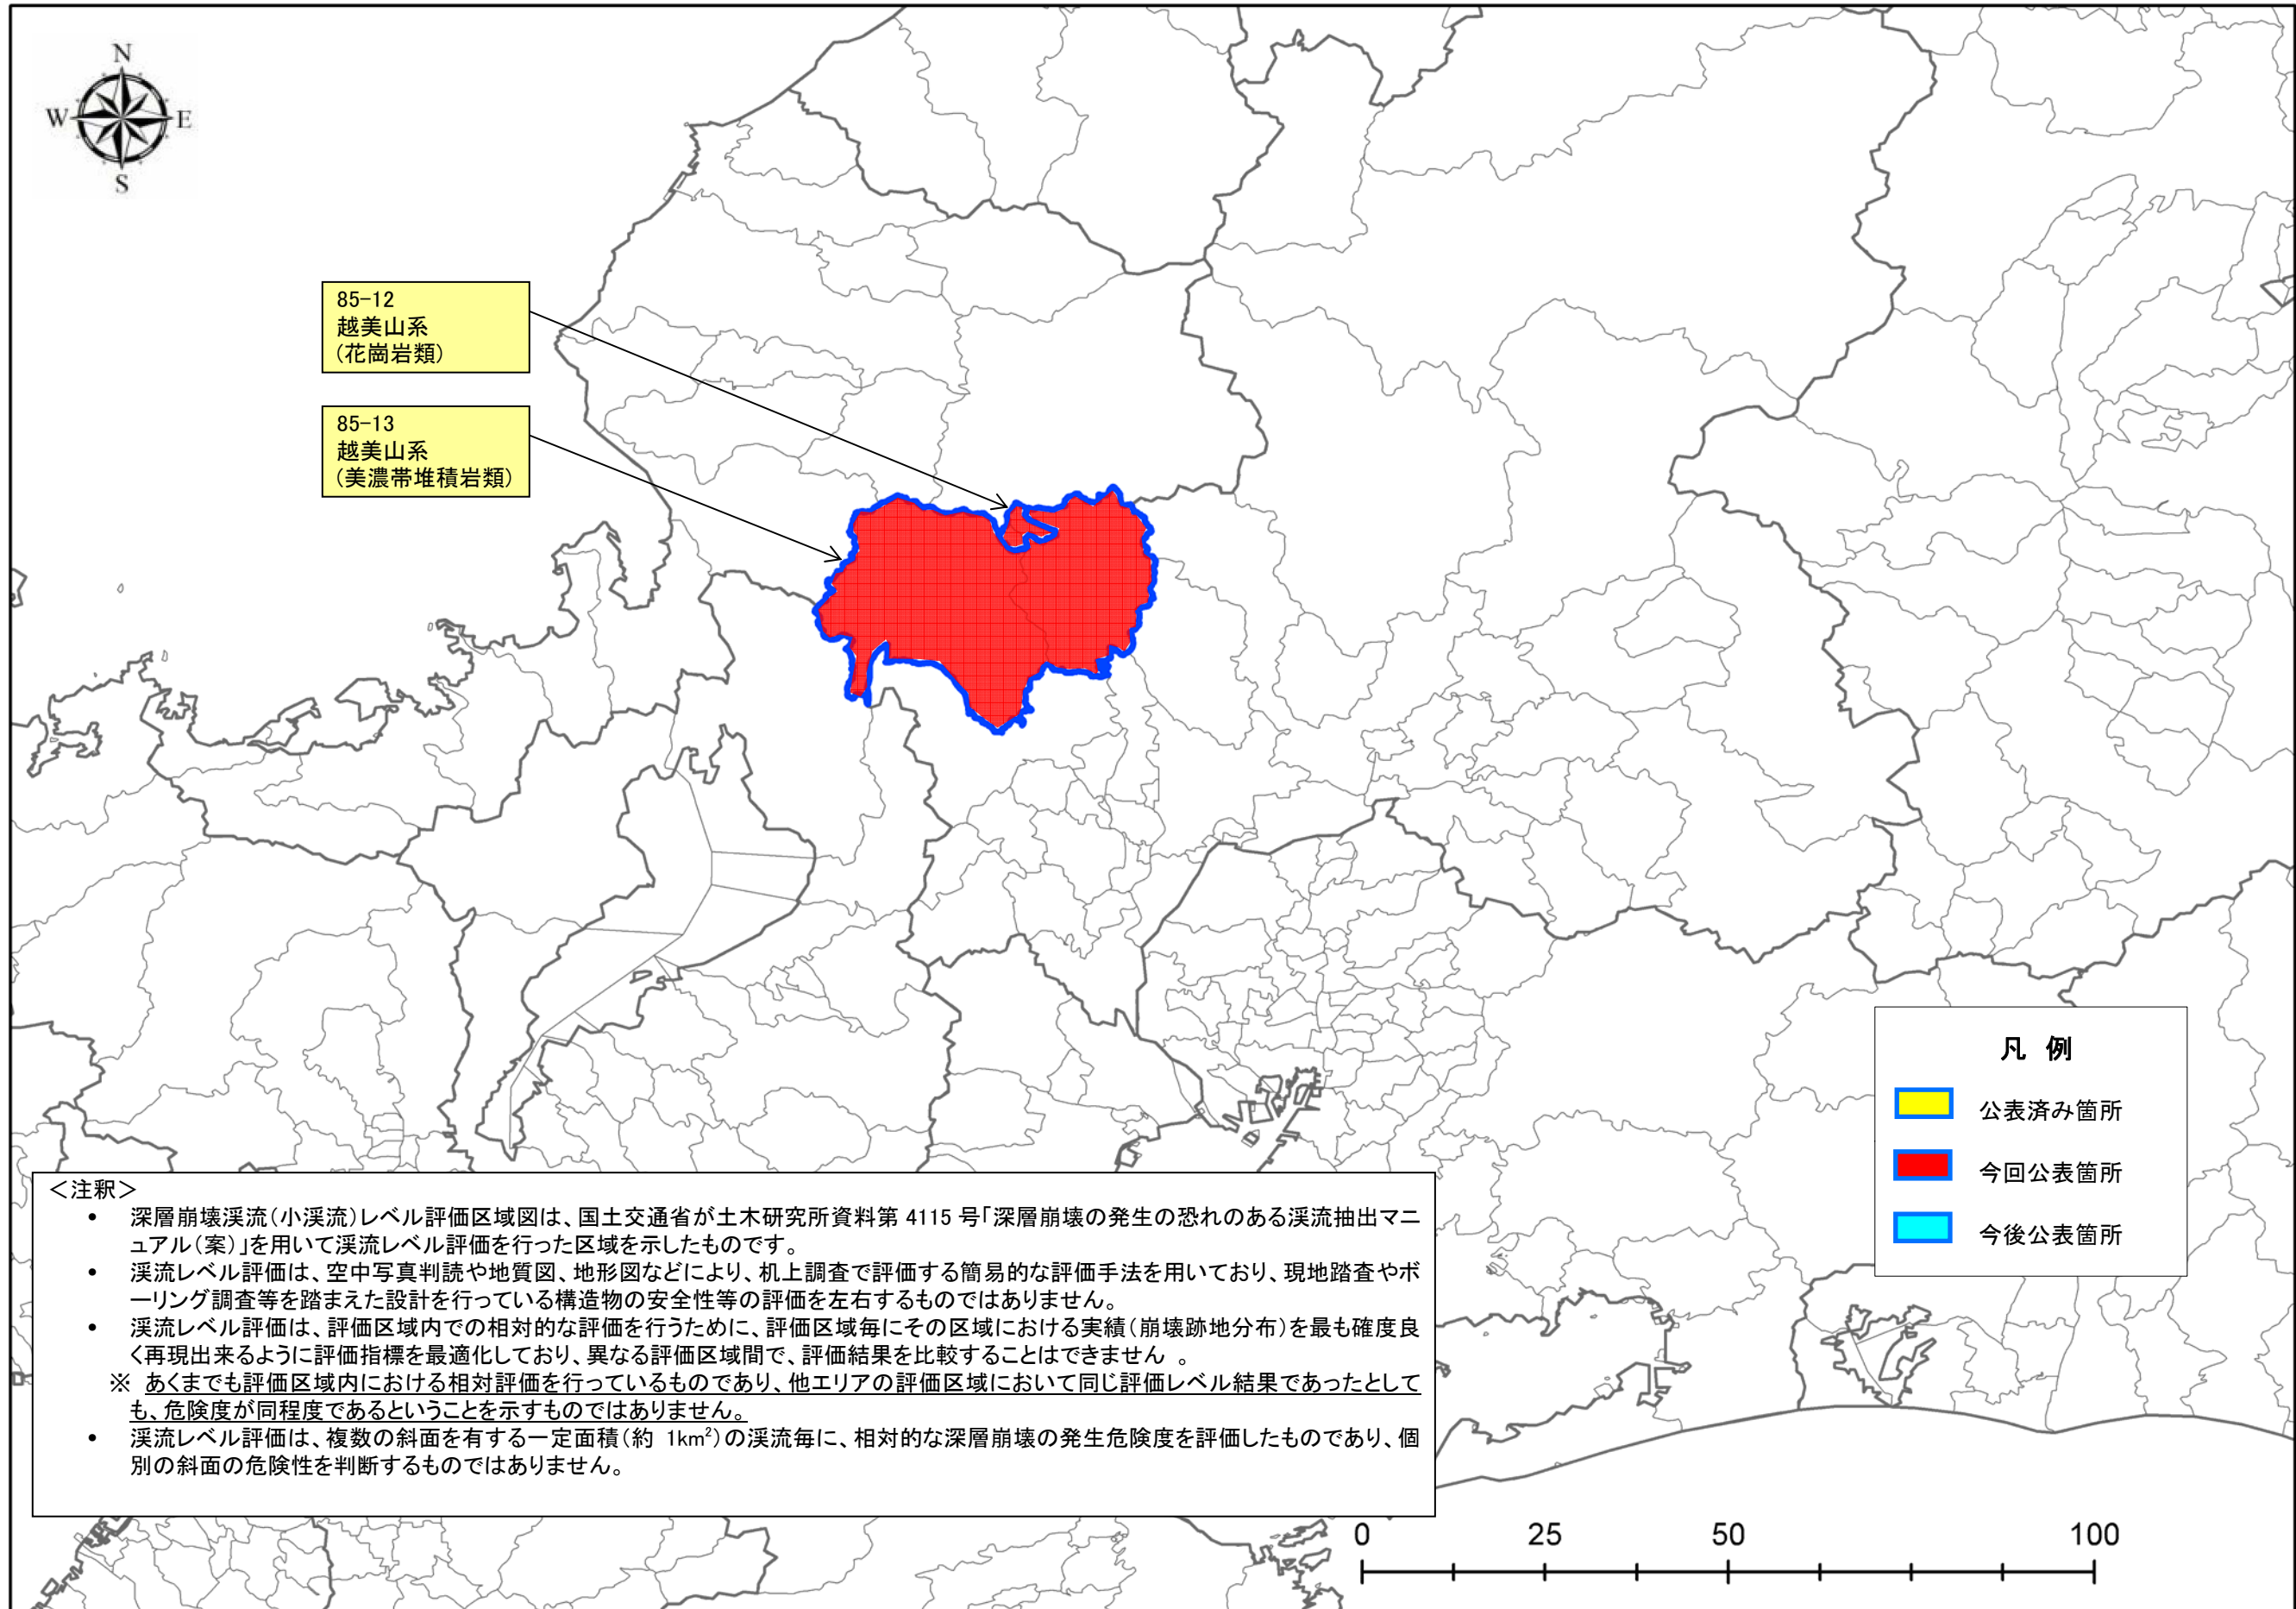 N
W E
S
85-12
越美山系
(花崗岩類)
85-13
越美山系
(美濃帯堆積岩類)
凡 例
公表済み箇所
今回公表箇所
今後公表箇所
＜注釈＞
• 深層崩壊渓流（小渓流）レベル評価区域図は、国土交通省が土木研究所資料第 4115 号「深層崩壊の発生の恐れのある渓流抽出マニ
ュアル（案）」を用いて渓流レベル評価を行った区域を示したものです。
• 渓流レベル評価は、空中写真判読や地質図、地形図などにより、机上調査で評価する簡易的な評価手法を用いており、現地踏査やボ
ーリング調査等を踏まえた設計を行っている構造物の安全性等の評価を左右するものではありません。
• 渓流レベル評価は、評価区域内での相対的な評価を行うために、評価区域毎にその区域における実績（崩壊跡地分布）を最も確度良
く再現出来るように評価指標を最適化しており、異なる評価区域間で、評価結果を比較することはできません 。
※ あくまでも評価区域内における相対評価を行っているものであり、他エリアの評価区域において同じ評価レベル結果であったとして
も、危険度が同程度であるということを示すものではありません。
• 渓流レベル評価は、複数の斜面を有する一定面積（約 1km²）の渓流毎に、相対的な深層崩壊の発生危険度を評価したものであり、個
別の斜面の危険性を判断するものではありません。
0 25 50 100